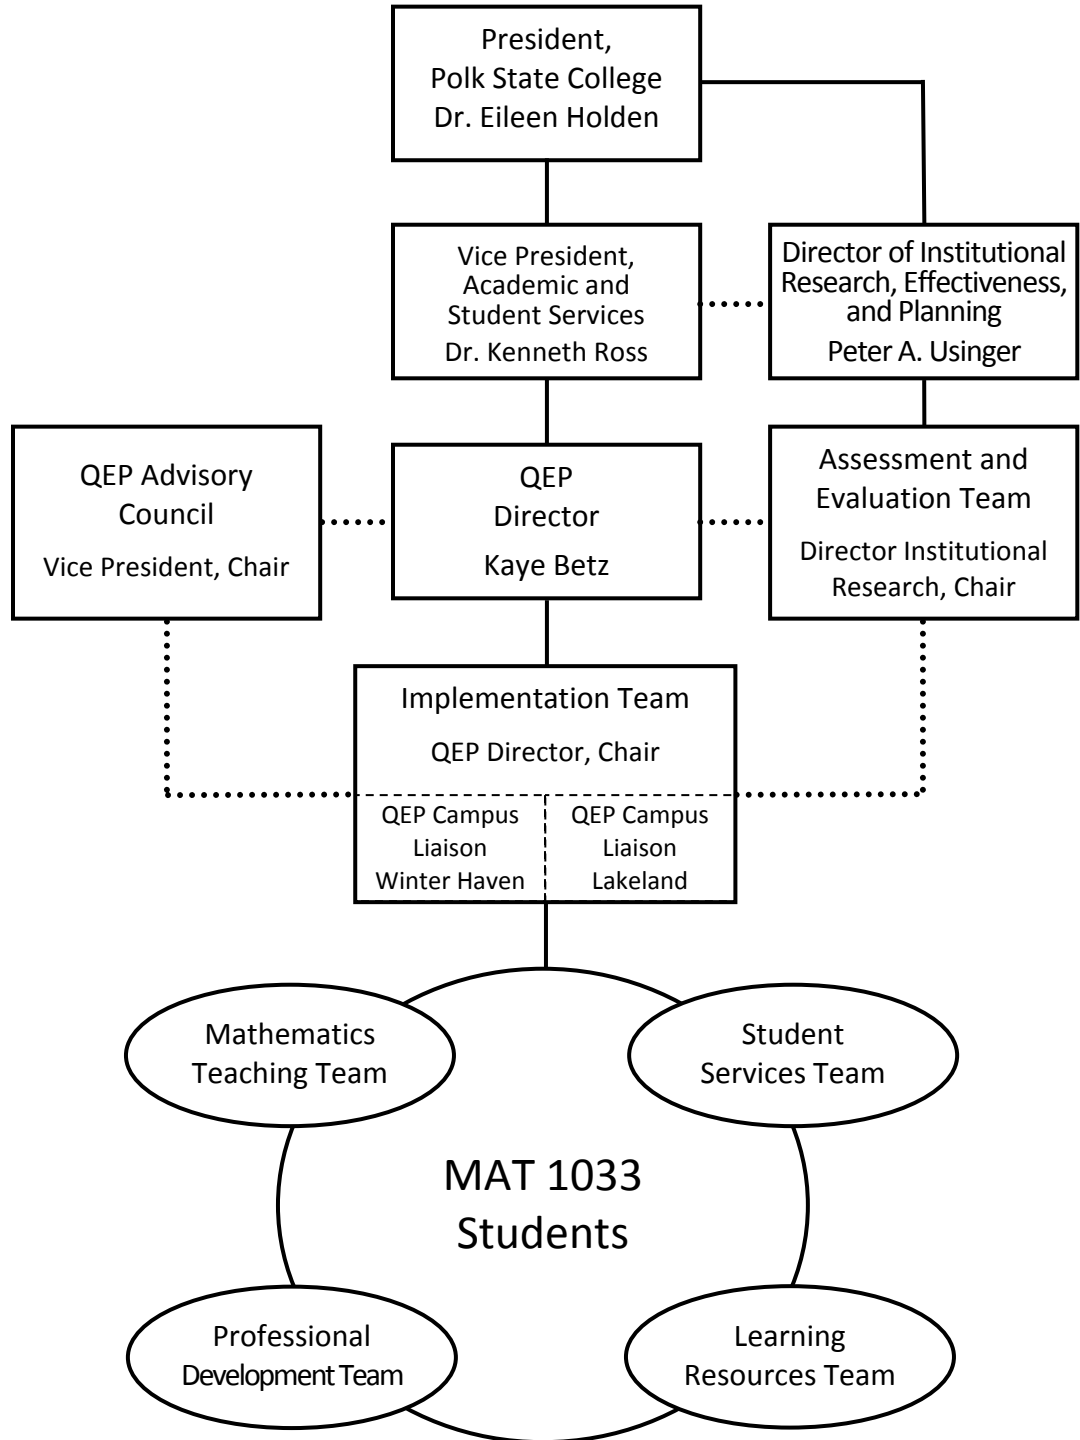 President,
Polk State College
Dr. Eileen Holden
Vice President,
Academic and
Student Services
Dr. Kenneth Ross
Director of Institutional
Research, Effectiveness,
and Planning
Peter A. Usinger
QEP Advisory
Council
Vice President, Chair
QEP
Director
Kaye Betz
Assessment and
Evaluation Team
Director Institutional
Research, Chair
Implementation Team
QEP Director, Chair
QEP Campus
Liaison
Winter Haven
QEP Campus
Liaison
Lakeland
Mathematics
Teaching Team
Student
Services Team
MAT 1033
Students
Professional
Development Team
Learning
Resources Team